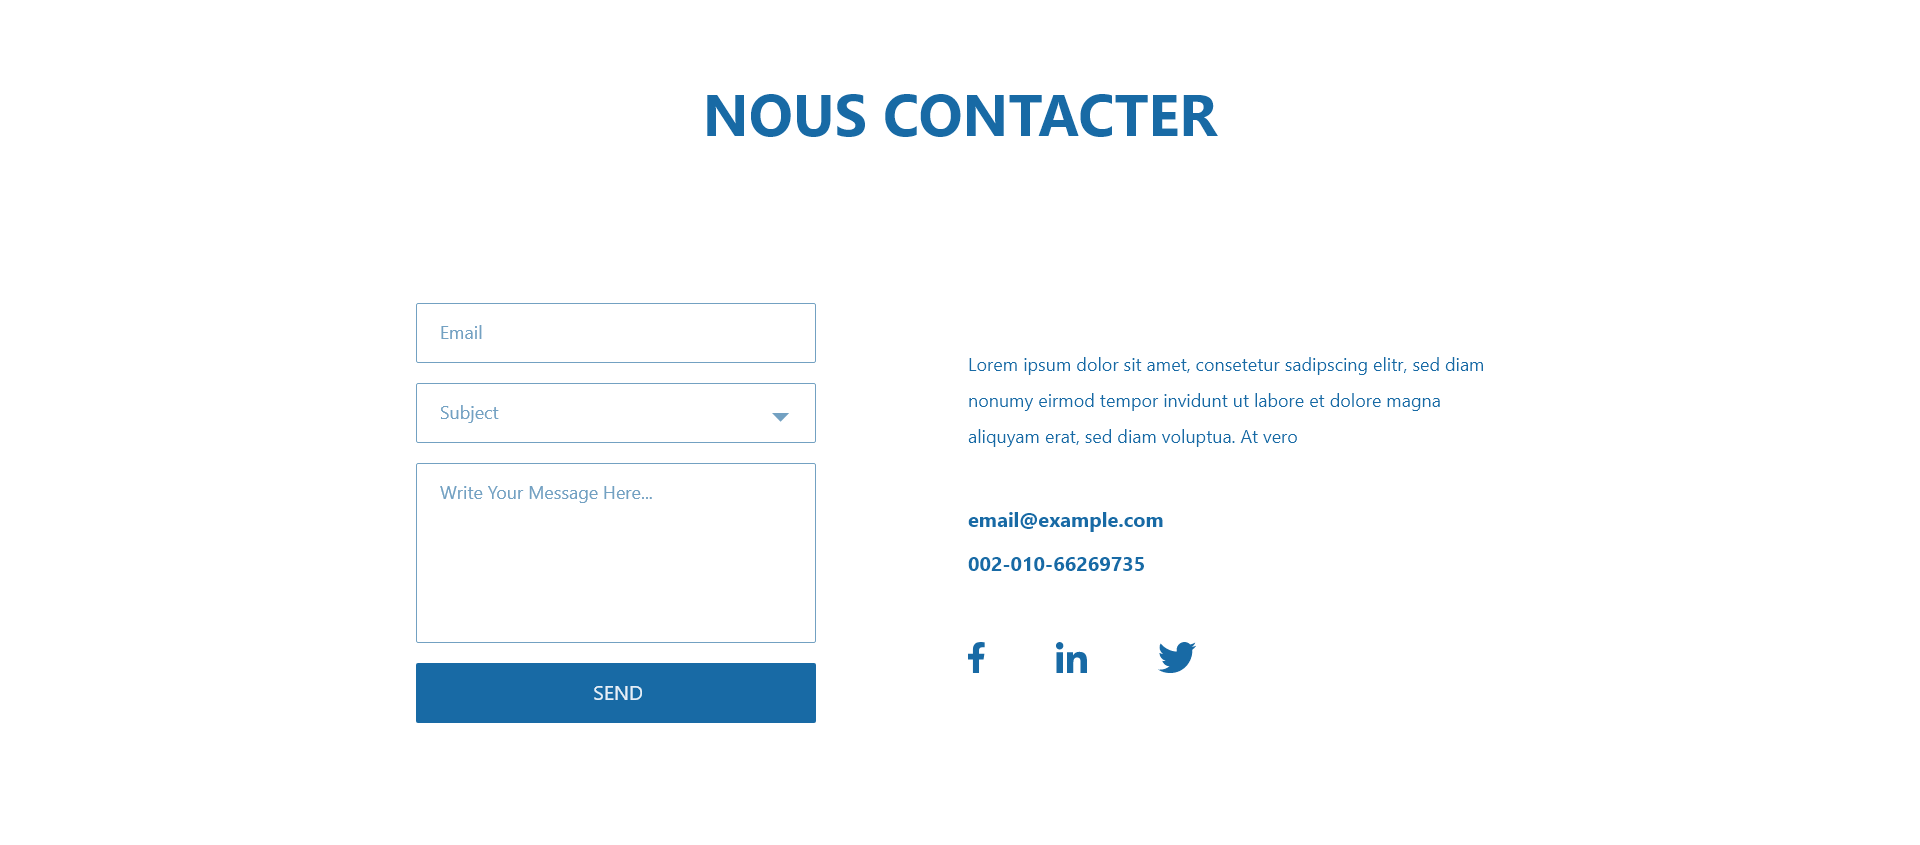 NOUS CONTACTER
Email
Subject
Write Your Message Here...
SEND
Lorem ipsum dolor sit amet, consetetur sadipscing elitr, sed diam
nonumy eirmod tempor invidunt ut labore et dolore magna
aliquyam erat, sed diam voluptua. At vero
email@example.com
002-010-66269735